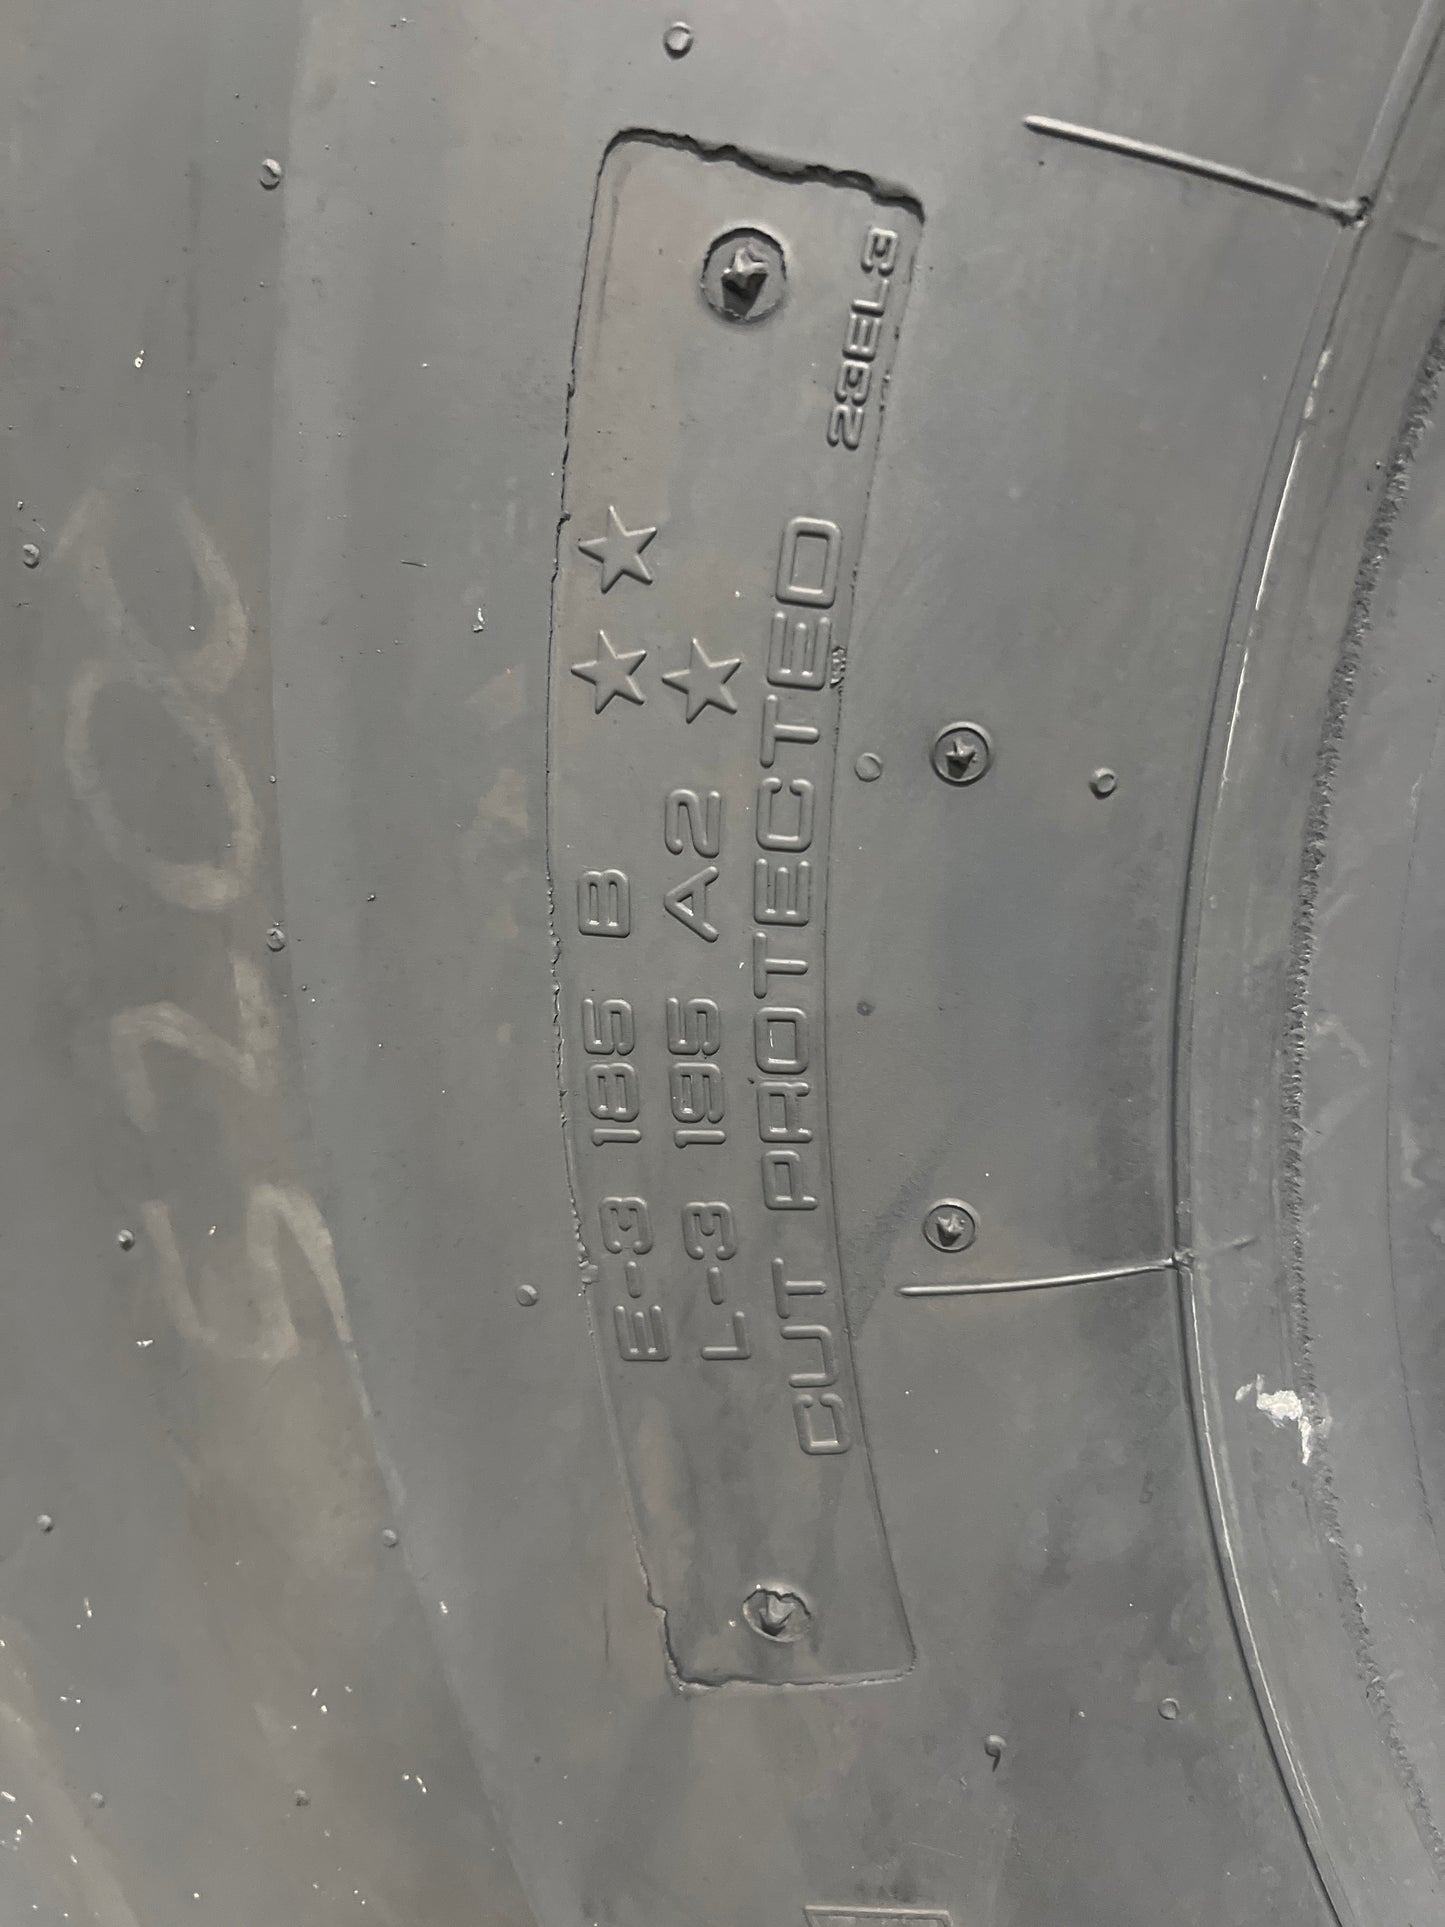 E-3 185 B ★★
L-3 195 A2 ★
CUT PROTECTED
23EL3